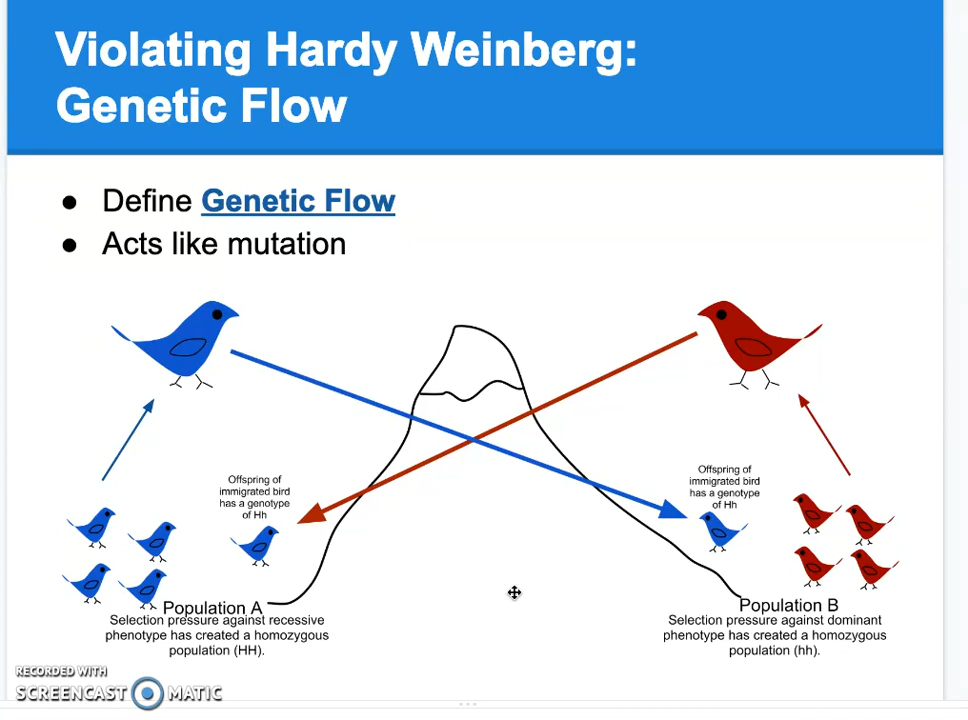 Violating Hardy Weinberg:
Genetic Flow
● Define Genetic Flow
● Acts like mutation
Offspring of
immigrated bird
has a genotype
of Hh
Offspring of
immigrated bird
has a genotype
of Hh
Population A
Selection pressure against recessive
phenotype has created a homozygous
population (HH).
Population B
Selection pressure against dominant
phenotype has created a homozygous
population (hh).
RECORDED WITH
SCREENCAST MATIC